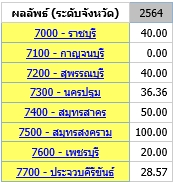 ผลลัพธ์ (ระดับจังหวัด) 2564
7000 - ราชบุรี 40.00
7100 - กาญจนบุรี 0.00
7200 - สุพรรณบุรี 40.00
7300 - นครปฐม 36.36
7400 - สมุทรสาคร 50.00
7500 - สมุทรสงคราม 100.00
7600 - เพชรบุรี 20.00
7700 - ประจวบคีรีขันธ์ 28.57